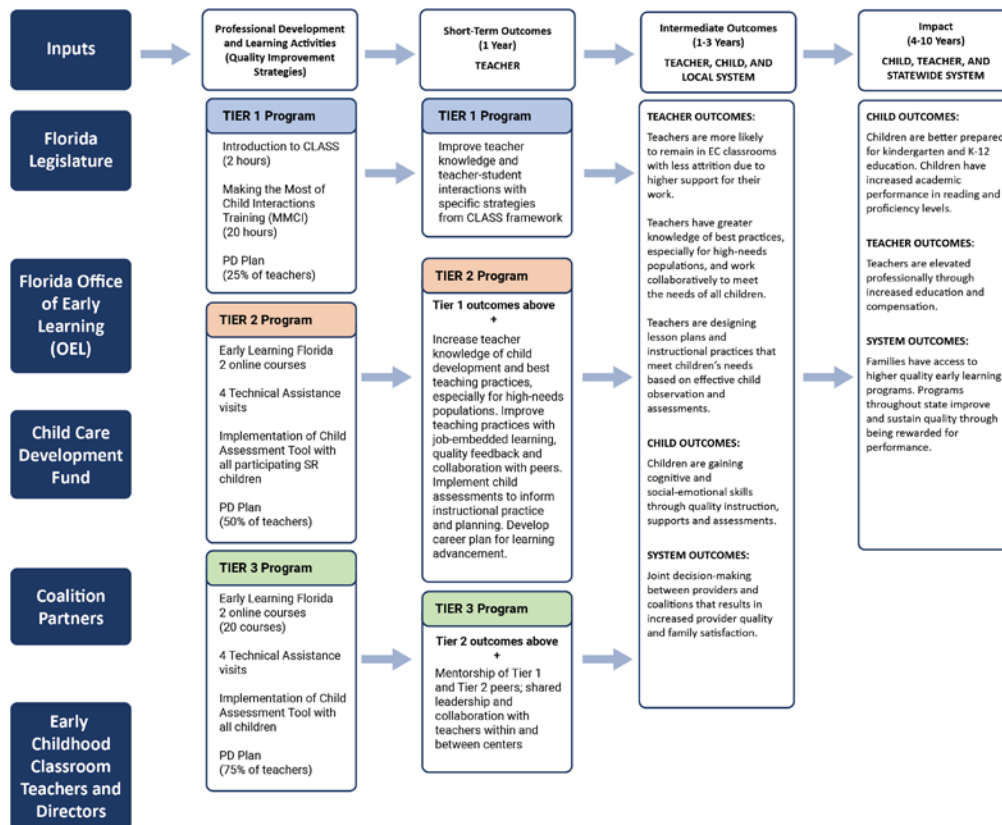 Inputs
Florida
Legislature
Florida Office
of Early
Learning
(OEL)
Child Care
Development
Fund
Coalition
Partners
Early
Childhood
Classroom
Teachers and
Directors
Professional Development
and Learning Activities
(Quality Improvement
Strategies)
TIER 1 Program
Introduction to CLASS
(2 hours)
Making the Most of
Child Interactions
Training (MMCI)
(20 hours)
PD Plan
(25% of teachers)
TIER 2 Program
Early Learning Florida
2 online courses
4 Technical Assistance
visits
Implementation of Child
Assessment Tool with
all participating SR
children
PD Plan
(50% of teachers)
TIER 3 Program
Early Learning Florida
2 online courses
(20 courses)
4 Technical Assistance
visits
Implementation of Child
Assessment Tool with
all children
PD Plan
(75% of teachers)
Short-Term Outcomes
(1 Year)
TEACHER
TIER 1 Program
Improve teacher
knowledge and
teacher-student
interactions with
specific strategies
from CLASS framework
TIER 2 Program
Tier 1 outcomes above
+
Increase teacher
knowledge of child
development and best
teaching practices,
especially for high-needs
populations. Improve
teaching practices with
job-embedded learning,
quality feedback and
collaboration with peers.
Implement child
assessments to inform
instructional practice
and planning. Develop
career plan for learning
advancement.
TIER 3 Program
Tier 2 outcomes above
+
Mentorship of Tier 1
and Tier 2 peers; shared
leadership and
collaboration with
teachers within and
between centers
Intermediate Outcomes
(1-3 Years)
TEACHER, CHILD, AND
LOCAL SYSTEM
TEACHER OUTCOMES:
Teachers are more likely
to remain in EC classrooms
with less attrition due to
higher support for their
work.
Teachers have greater
knowledge of best practices,
especially for high-needs
populations, and work
collaboratively to meet
the needs of all children.
Teachers are designing
lesson plans and
instructional practices that
meet children's needs
based on effective child
observation and
assessments.
CHILD OUTCOMES:
Children are gaining
cognitive and
social-emotional skills
through quality instruction,
supports and assessments.
SYSTEM OUTCOMES:
Joint decision-making
between providers and
coalitions that results in
increased provider quality
and family satisfaction.
Impact
(4-10 Years)
CHILD, TEACHER, AND
STATEWIDE SYSTEM
CHILD OUTCOMES:
Children are better prepared
for kindergarten and K-12
education. Children have
increased academic
performance in reading and
proficiency levels.
TEACHER OUTCOMES:
Teachers are elevated
professionally through
increased education and
compensation.
SYSTEM OUTCOMES:
Families have access to
higher quality early learning
programs. Programs
throughout state improve
and sustain quality through
being rewarded for
performance.